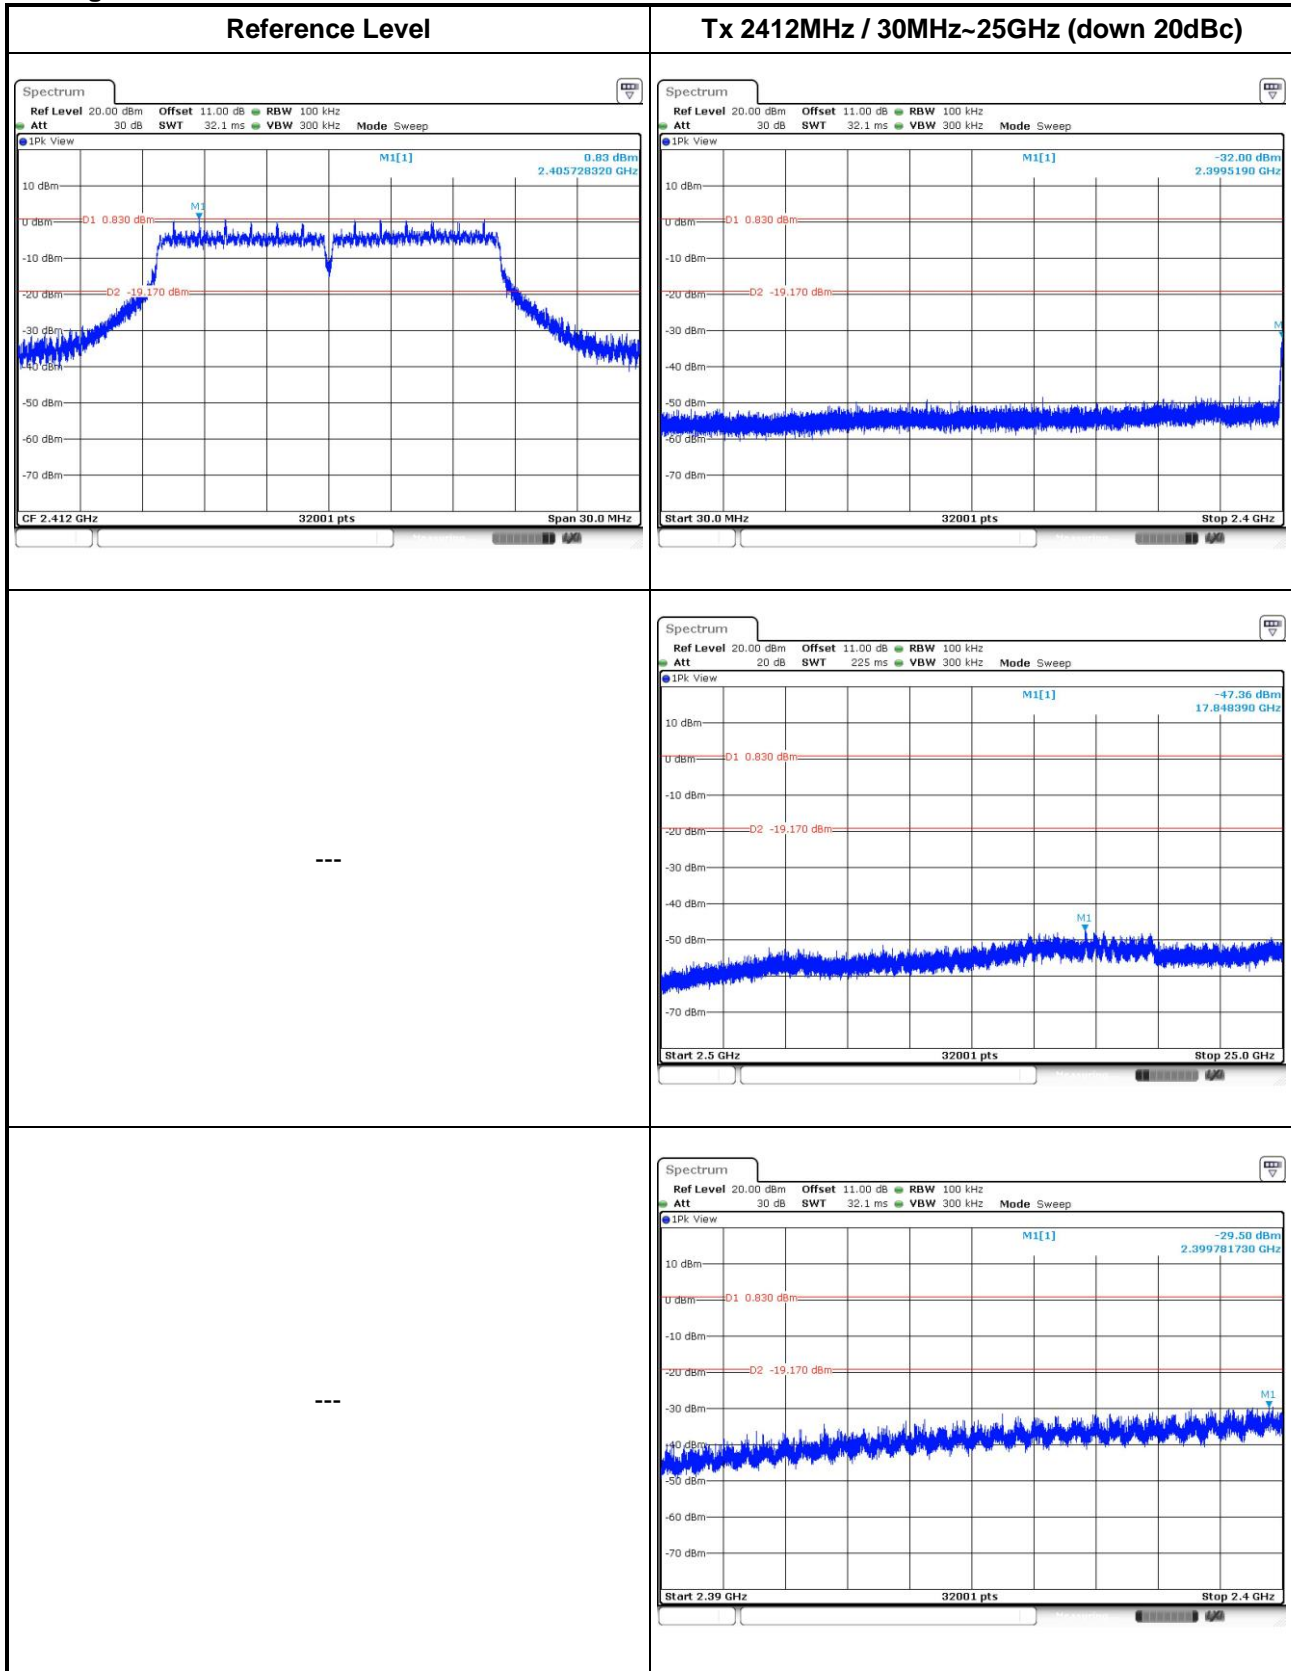 Reference Level
Tx 2412MHz / 30MHz~25GHz (down 20dBc)
Spectrum
Ref Level 20.00 dBm Offset 11.00 dB RBW 100 kHz
Att 30 dB SWT 32.1 ms VBW 300 kHz Mode Sweep
1Pk View
M1[1] 0.83 dBm
2.405728320 GHz
10 dBm
M1
0 dBm
D1 0.830 dBm
-10 dBm
-20 dBm
D2 -19.170 dBm
-30 dBm
-40 dBm
-50 dBm
-60 dBm
-70 dBm
CF 2.412 GHz 32001 pts Span 30.0 MHz
Spectrum
Ref Level 20.00 dBm Offset 11.00 dB RBW 100 kHz
Att 30 dB SWT 32.1 ms VBW 300 kHz Mode Sweep
1Pk View
M1[1] -32.00 dBm
2.3995190 GHz
10 dBm
0 dBm
D1 0.830 dBm
-10 dBm
-20 dBm
D2 -19.170 dBm
-30 dBm
M
-40 dBm
-50 dBm
-60 dBm
-70 dBm
Start 30.0 MHz 32001 pts Stop 2.4 GHz
---
Spectrum
Ref Level 20.00 dBm Offset 11.00 dB RBW 100 kHz
Att 20 dB SWT 225 ms VBW 300 kHz Mode Sweep
1Pk View
M1[1] -47.36 dBm
17.848390 GHz
10 dBm
0 dBm
D1 0.830 dBm
-10 dBm
-20 dBm
D2 -19.170 dBm
-30 dBm
-40 dBm
M1
-50 dBm
-70 dBm
Start 2.5 GHz 32001 pts Stop 25.0 GHz
---
Spectrum
Ref Level 20.00 dBm Offset 11.00 dB RBW 100 kHz
Att 30 dB SWT 32.1 ms VBW 300 kHz Mode Sweep
1Pk View
M1[1] -29.50 dBm
2.399781730 GHz
10 dBm
0 dBm
D1 0.830 dBm
-10 dBm
-20 dBm
D2 -19.170 dBm
M1
-30 dBm
-40 dBm
-50 dBm
-60 dBm
-70 dBm
Start 2.39 GHz 32001 pts Stop 2.4 GHz